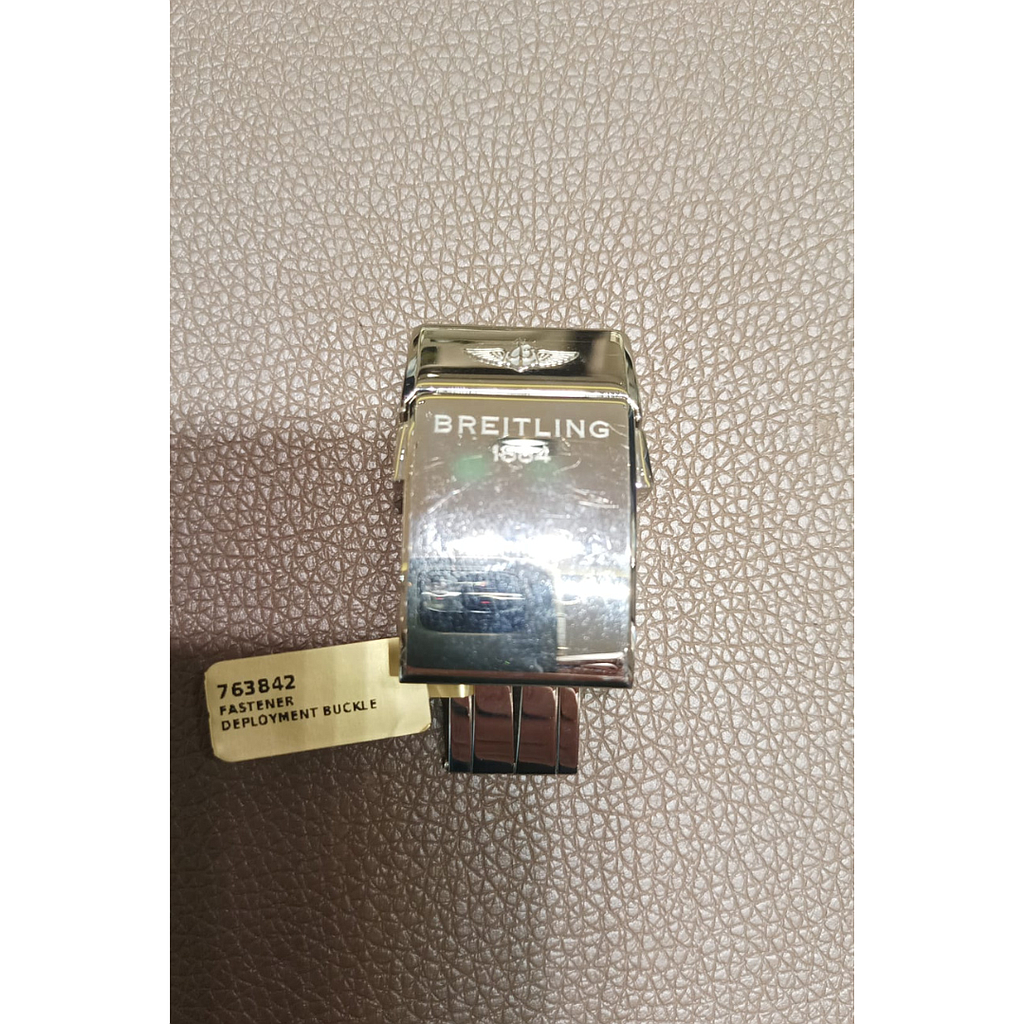 BREITLING
1884
763842
FASTENER
DEPLOYMENT BUCKLE